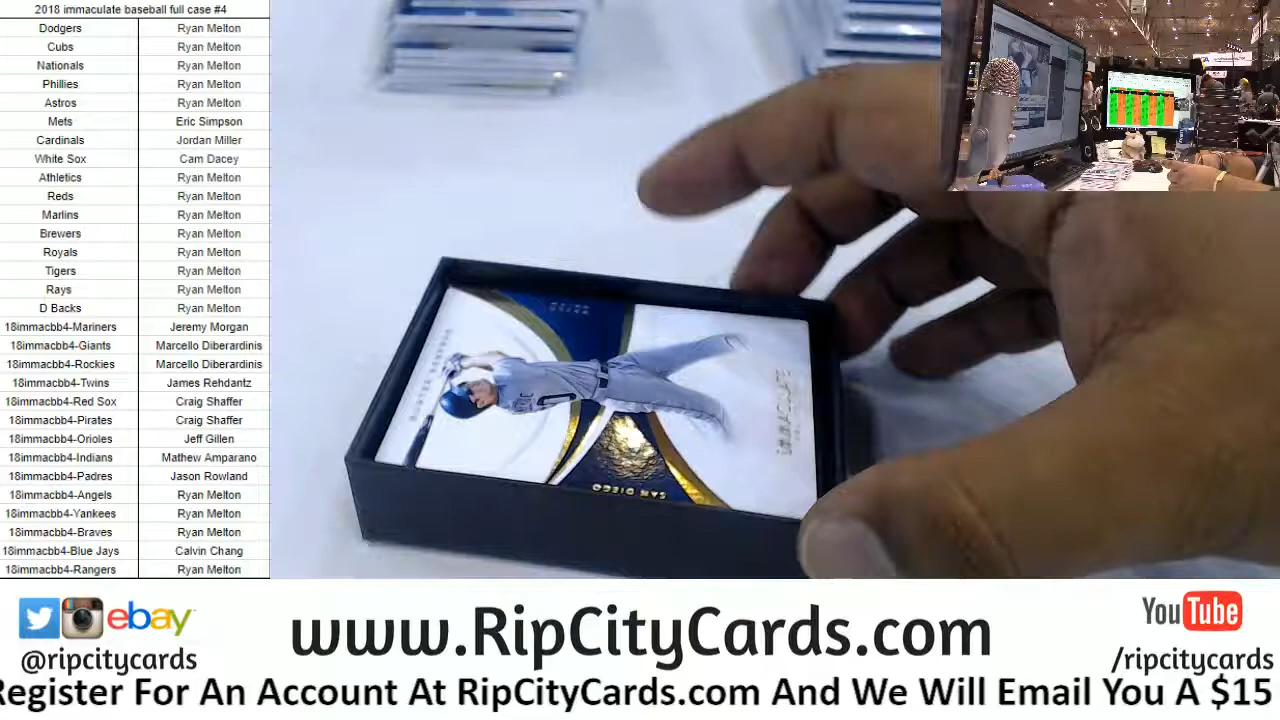 2018 immaculate baseball full case #4
Dodgers Ryan Melton
Cubs Ryan Melton
Nationals Ryan Melton
Phillies Ryan Melton
Astros Ryan Melton
Mets Eric Simpson
Cardinals Jordan Miller
White Sox Cam Dacey
Athletics Ryan Melton
Reds Ryan Melton
Marlins Ryan Melton
Brewers Ryan Melton
Royals Ryan Melton
Tigers Ryan Melton
Rays Ryan Melton
D Backs Ryan Melton
18immacbb4-Mariners Jeremy Morgan
18immacbb4-Giants Marcello Diberardinis
18immacbb4-Rockies Marcello Diberardinis
18immacbb4-Twins James Rehdantz
18immacbb4-Red Sox Craig Shaffer
18immacbb4-Pirates Craig Shaffer
18immacbb4-Orioles Jeff Gillen
18immacbb4-Indians Mathew Amparano
18immacbb4-Padres Jason Rowland
18immacbb4-Angels Ryan Melton
18immacbb4-Yankees Ryan Melton
18immacbb4-Braves Ryan Melton
18immacbb4-Blue Jays Calvin Chang
18immacbb4-Rangers Ryan Melton
IMMACULATE
SAN DIEGO
ebay
@ripcitycards
www.RipCityCards.com
YouTube
/ripcitycards
Register For An Account At RipCityCards.com And We Will Email You A $15